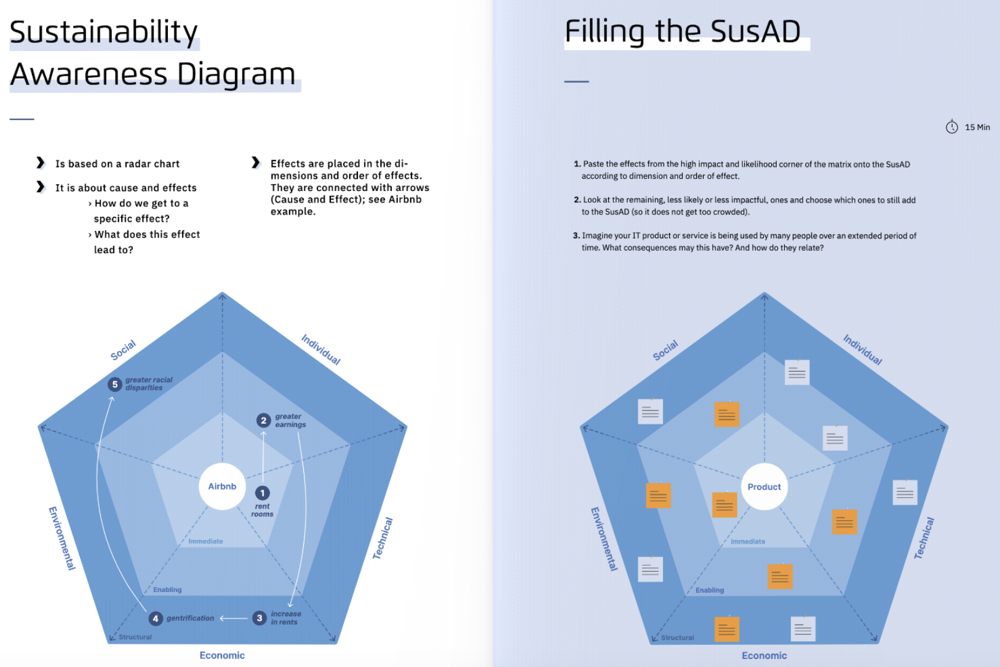 Sustainability
Awareness Diagram
❯ Is based on a radar chart
❯ It is about cause and effects
› How do we get to a
specific effect?
› What does this effect
lead to?
❯ Effects are placed in the di-
mensions and order of effects.
They are connected with arrows
(Cause and Effect); see Airbnb
example.
Social
Individual
5 greater racial
disparities
2 greater
earnings
Airbnb
1
rent
rooms
Environmental
Technical
Immediate
Enabling
4 gentrification
3 increase
in rents
Structural
Economic
Filling the SusAD
15 Min
1. Paste the effects from the high impact and likelihood corner of the matrix onto the SusAD
according to dimension and order of effect.
2. Look at the remaining, less likely or less impactful, ones and choose which ones to still add
to the SusAD (so it does not get too crowded).
3. Imagine your IT product or service is being used by many people over an extended period of
time. What consequences may this have? And how do they relate?
Social
Individual
Product
Environmental
Technical
Immediate
Enabling
Structural
Economic